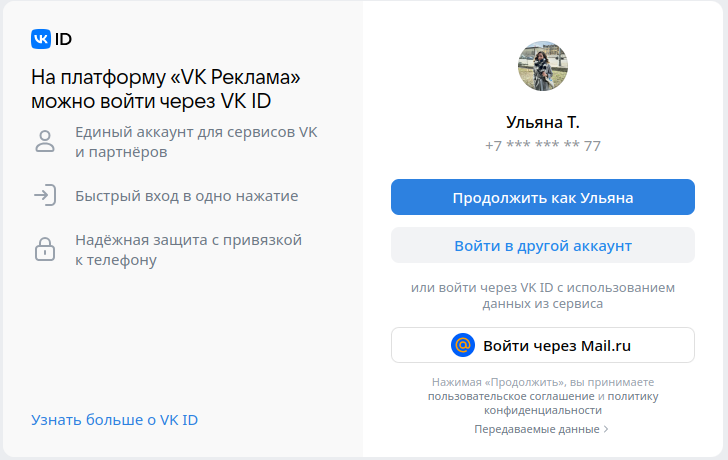 VK ID
На платформу «VK Реклама»
можно войти через VK ID
Единый аккаунт для сервисов VK
и партнёров
Быстрый вход в одно нажатие
Надёжная защита с привязкой
к телефону
Узнать больше о VK ID
Ульяна Т.
+7 *** *** ** 77
Продолжить как Ульяна
Войти в другой аккаунт
или войти через VK ID с использованием
данных из сервиса
@ Войти через Mail.ru
Нажимая «Продолжить», вы принимаете
пользовательское соглашение и политику
конфиденциальности
Передаваемые данные >